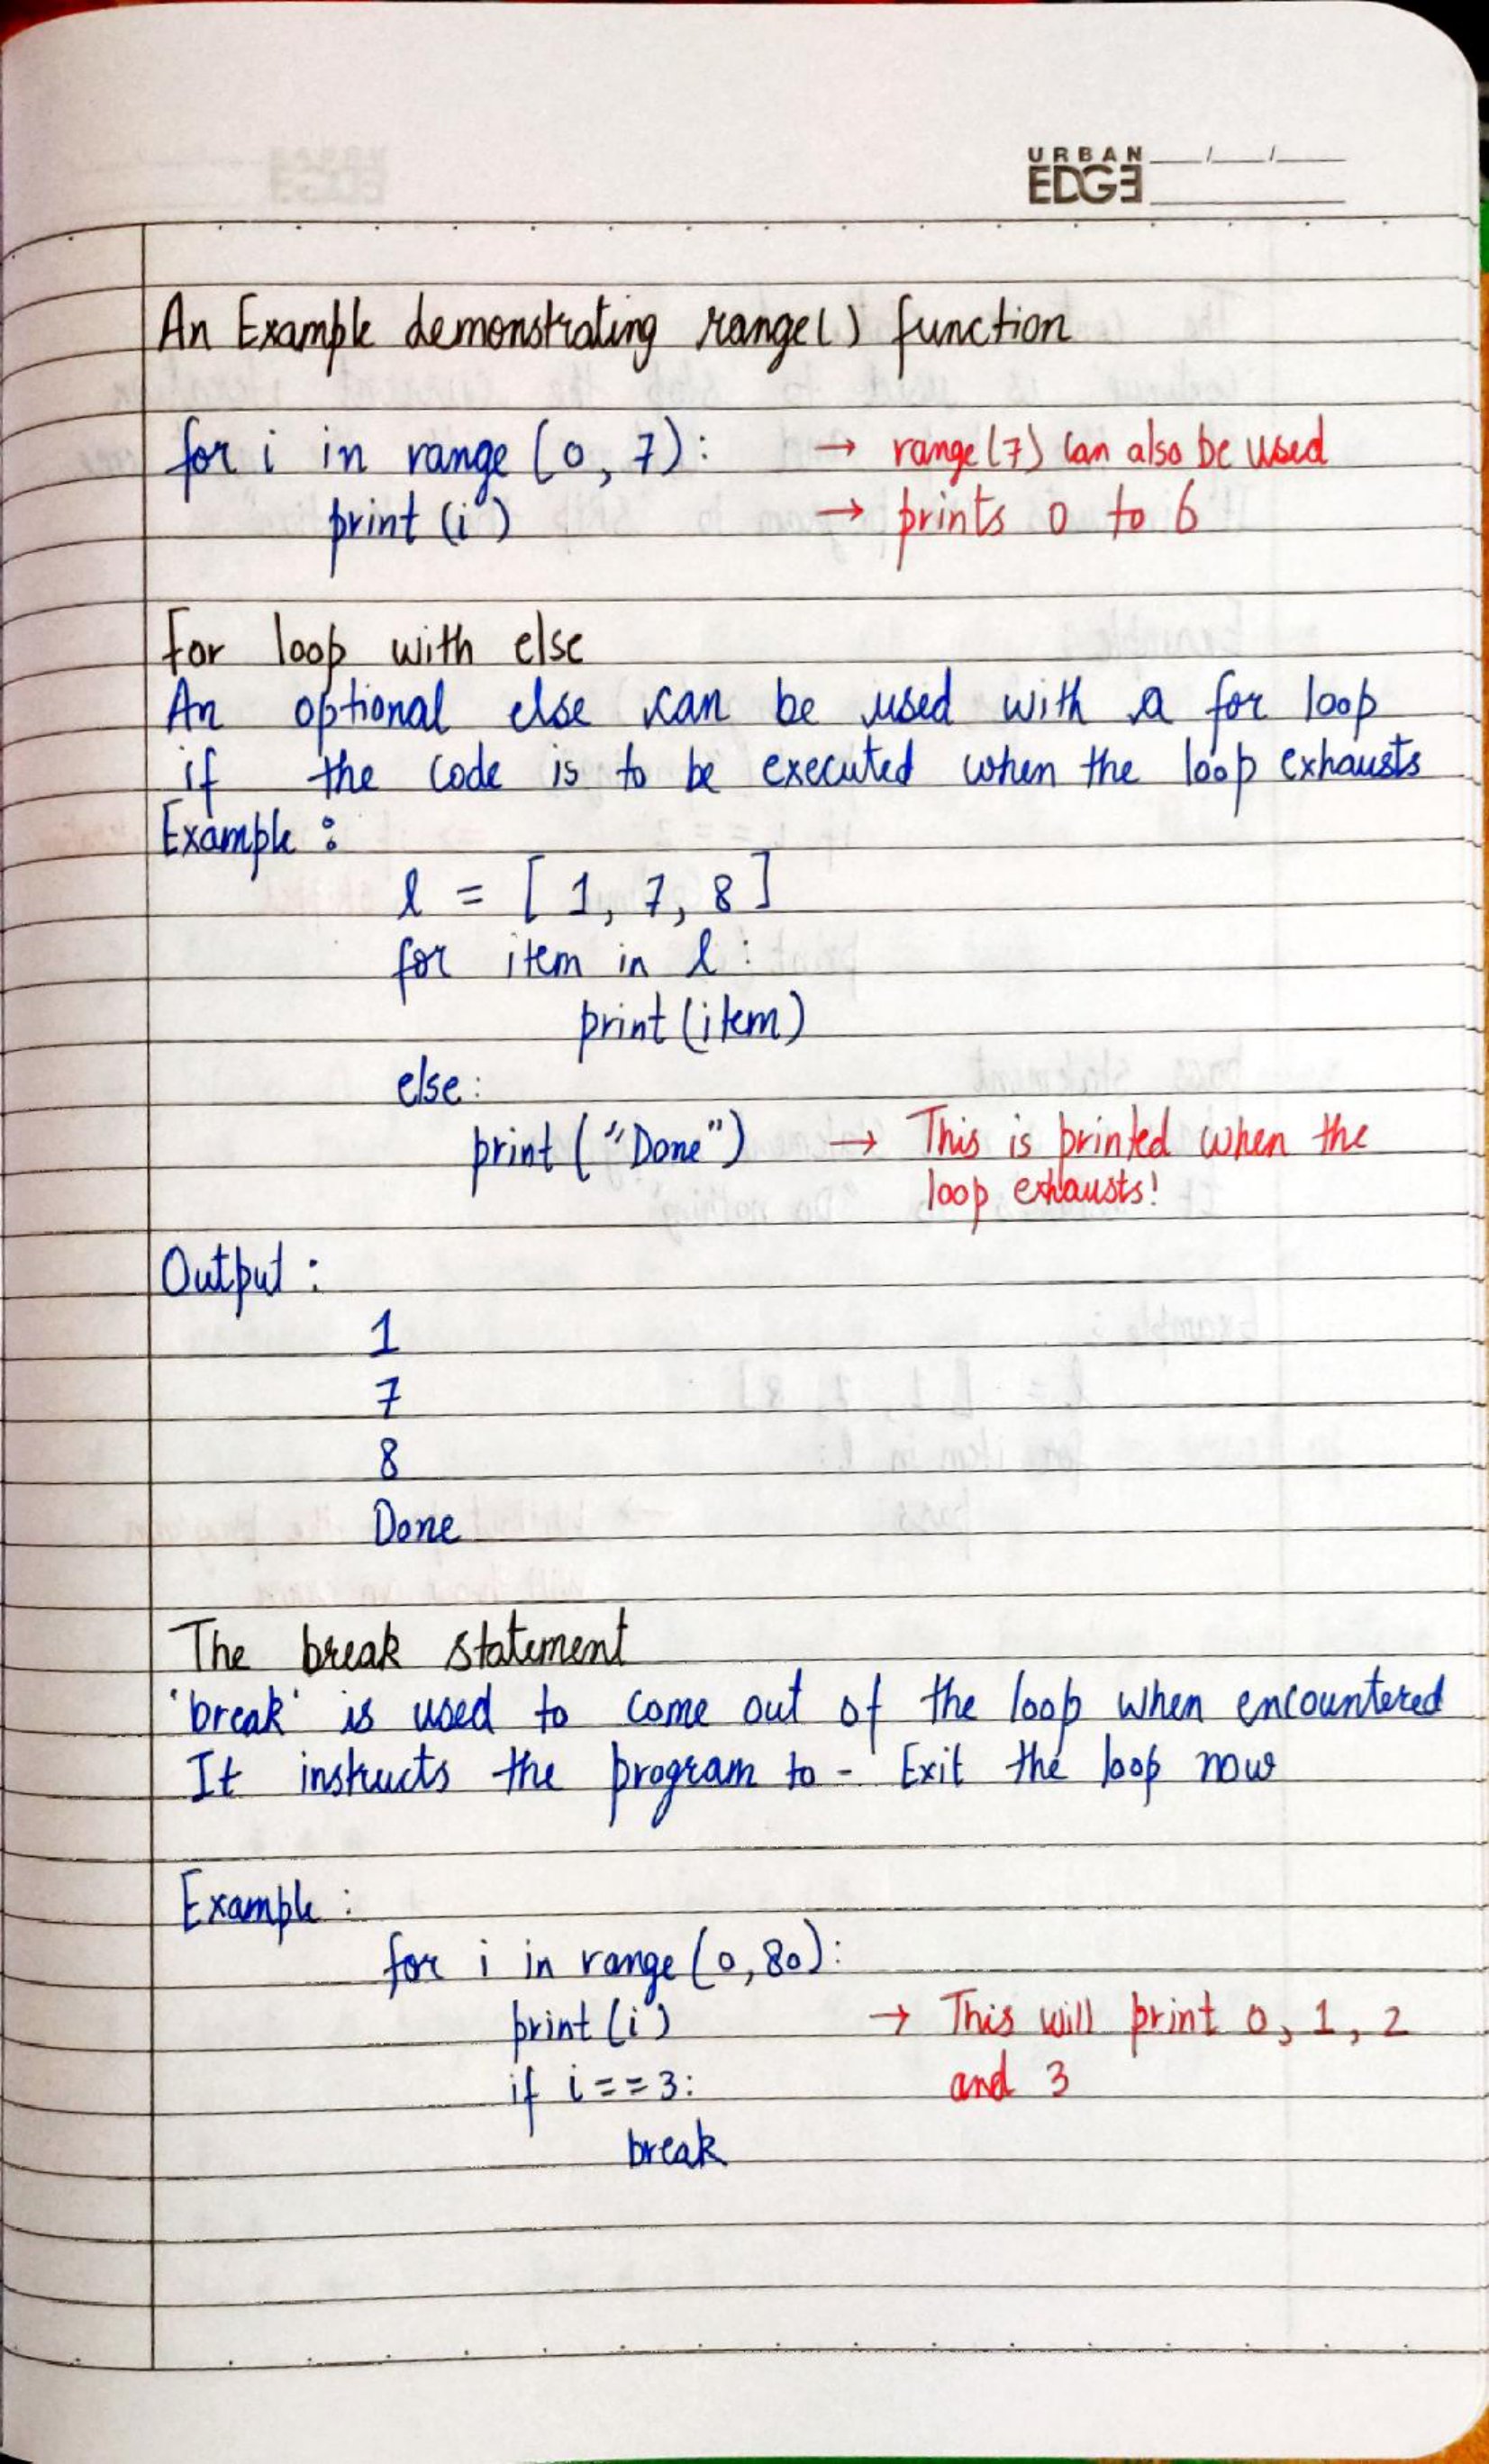 URBAN
EDGE
An Example demonstrating range() function
for i in range (0, 7): → range(7) can also be used
print (i) → prints 0 to 6
For loop with else
An optional else can be used with a for loop
if the code is to be executed when the loop exhausts
Example :
l = [ 1, 7, 8 ]
for item in l :
print (item)
else :
print ("Done") → This is printed when the
loop exhausts!
Output :
1
7
8
Done
The break statement
'break' is used to come out of the loop when encountered
It instructs the program to - Exit the loop now
Example :
for i in range (0, 80):
print (i) → This will print 0, 1, 2
if i == 3: and 3
break